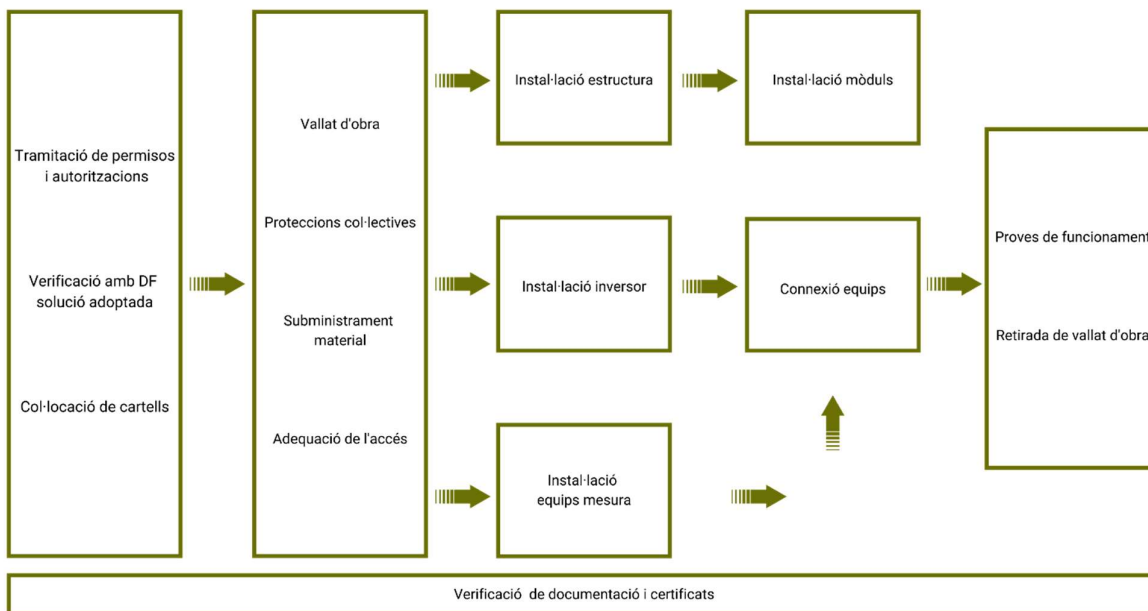 Tramitació de permisos
i autoritzacions
Verificació amb DF
solució adoptada
Col·locació de cartells
Vallat d'obra
Proteccions col·lectives
Subministrament
material
Adequació de l'accés
Instal·lació estructura
Instal·lació mòduls
Instal·lació inversor
Connexió equips
Instal·lació
equips mesura
Proves de funcionament
Retirada de vallat d'obra
Verificació de documentació i certificats